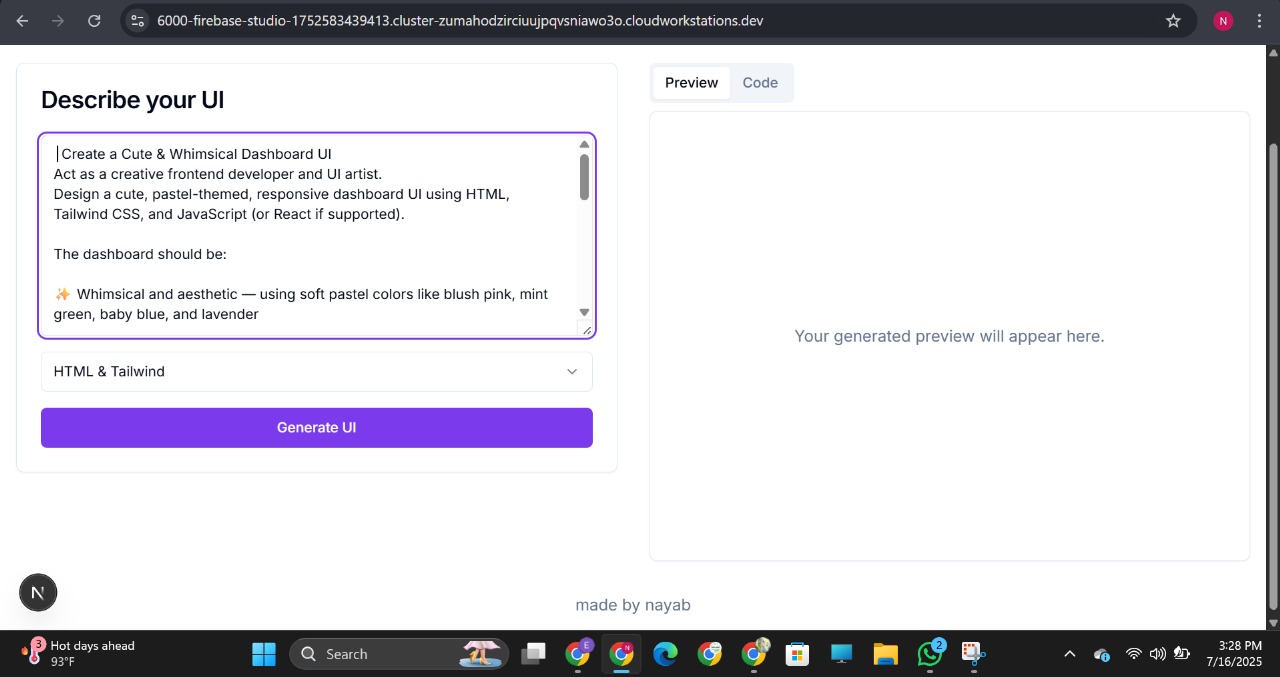 6000-firebase-studio-1752583439413.cluster-zumahodzirciuujpqvsniawo3o.cloudworkstations.dev
N
Describe your UI
Create a Cute & Whimsical Dashboard UI
Act as a creative frontend developer and UI artist.
Design a cute, pastel-themed, responsive dashboard UI using HTML,
Tailwind CSS, and JavaScript (or React if supported).
The dashboard should be:
✨ Whimsical and aesthetic — using soft pastel colors like blush pink, mint
green, baby blue, and lavender
HTML & Tailwind
Generate UI
Preview Code
Your generated preview will appear here.
N
made by nayab
3
Hot days ahead
93°F
Search
E
N
2
3:28 PM
7/16/2025